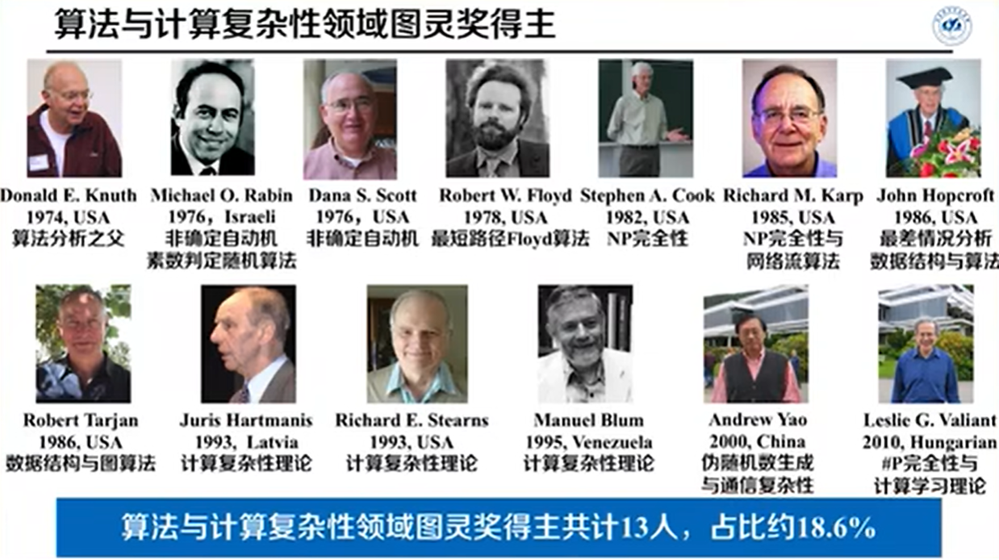 算法与计算复杂性领域图灵奖得主
Donald E. Knuth
1974, USA
算法分析之父
Michael O. Rabin
1976，Israeli
非确定自动机
素数判定随机算法
Dana S. Scott
1976，USA
非确定自动机
Robert W. Floyd
1978, USA
最短路径Floyd算法
Stephen A. Cook
1982, USA
NP完全性
Richard M. Karp
1985, USA
NP完全性与
网络流算法
John Hopcroft
1986, USA
最差情况分析
数据结构与算法
Robert Tarjan
1986, USA
数据结构与图算法
Juris Hartmanis
1993, Latvia
计算复杂性理论
Richard E. Stearns
1993, USA
计算复杂性理论
Manuel Blum
1995, Venezuela
计算复杂性理论
Andrew Yao
2000, China
伪随机数生成
与通信复杂性
Leslie G. Valiant
2010, Hungarian
#P完全性与
计算学习理论
算法与计算复杂性领域图灵奖得主共计13人，占比约18.6%